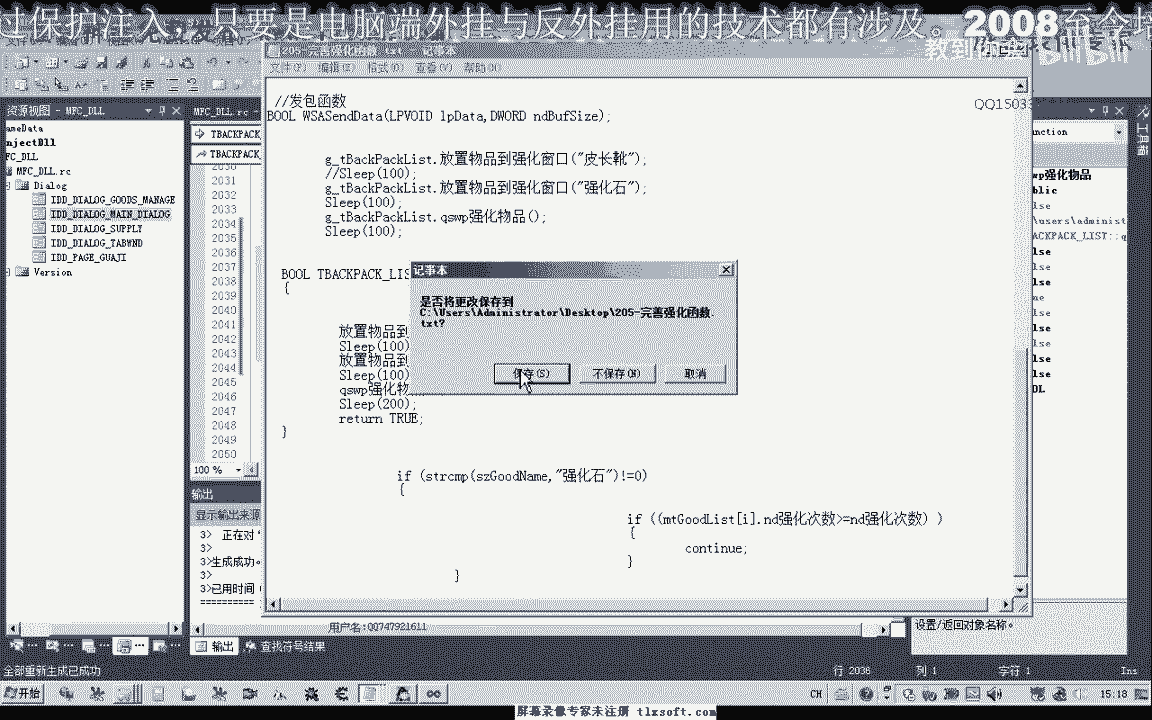 过保护注入，只要是电脑端外挂与反外挂用的技术都有涉及。2008至今培
205-完善强化函数.txt - 记事本
文件(F) 编辑(E) 格式(O) 查看(V) 帮助(H)
教到你会
QQ1503
资源视图 - MFC_DLL
MFC_DLL.rc
ameData
njectDll
FC_DLL
MFC_DLL.rc
Dialog
IDD_DIALOG_GOODS_MANAGE
IDD_DIALOG_MAIN_DIALOG
IDD_DIALOG_SUPPLY
IDD_DIALOG_TABWND
IDD_PAGE_GUAJI
Version
TBACKPACK_
TBACKPACK_
2030
2031
2032
2033
2034
2035
2036
2037
2038
2039
2040
2041
2042
2043
2044
2045
2046
2047
2048
2049
2050
100 %
//发包函数
BOOL WSASendData(LPVOID lpData,DWORD ndBufSize);
g_tBackPackList.放置物品到强化窗口("皮长靴");
//Sleep(100);
g_tBackPackList.放置物品到强化窗口("强化石");
Sleep(100);
g_tBackPackList.qswp强化物品();
Sleep(100);
BOOL TBACKPACK_LIS
{
放置物品到
Sleep(100)
放置物品到
Sleep(100)
qswp强化物
Sleep(200);
return TRUE;
}
if (strcmp(szGoodName,"强化石")!=0)
{
if ((mtGoodList[i].nd强化次数>=nd强化次数) )
{
continue;
}
}
记事本
是否将更改保存到
C:\Users\Administrator\Desktop\205-完善强化函数.
txt?
保存(S) 不保存(N) 取消
nction
wp强化物品
blic
lse
\users\administ
ACKPACK_LIST::q
lse
lse
lse
ue
lse
lse
lse
lse
lse
DL
设置/返回对象名称。
工具箱
输出
显示输出来源
3> 正在对"
3>
3>生成成功。
3>
3>已用时间
==========
用户名:QQ747921611
输出 查找符号结果
全部重新生成已成功
行 2036 列 1 字符 1 Ins
开始
CH
15:18
屏幕录像专家未注册 tlxsoft.com